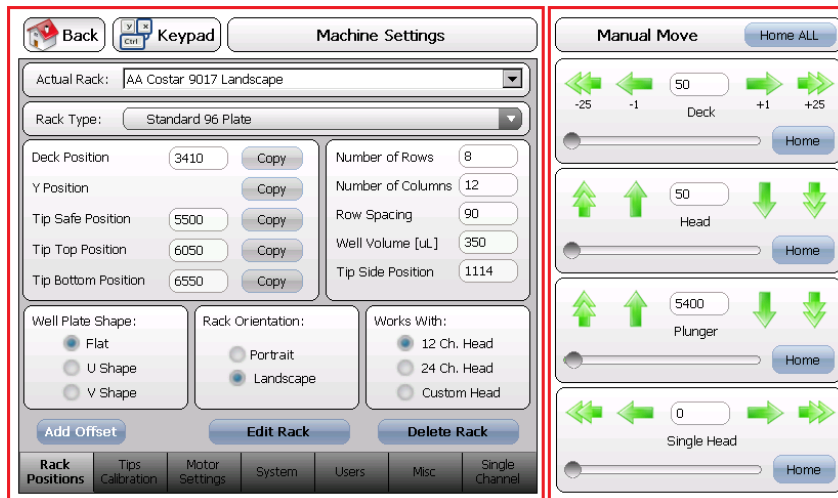 Back
y x
Ctrl
Keypad
Machine Settings
Actual Rack: AA Costar 9017 Landscape
Rack Type: Standard 96 Plate
Deck Position 3410 Copy
Y Position Copy
Tip Safe Position 5500 Copy
Tip Top Position 6050 Copy
Tip Bottom Position 6550 Copy
Number of Rows 8
Number of Columns 12
Row Spacing 90
Well Volume [uL] 350
Tip Side Position 1114
Well Plate Shape:
Flat
U Shape
V Shape
Rack Orientation:
Portrait
Landscape
Works With:
12 Ch. Head
24 Ch. Head
Custom Head
Add Offset Edit Rack Delete Rack
Rack Positions
Tips Calibration
Motor Settings
System
Users
Misc
Single Channel
Manual Move Home ALL
50
-25 -1 Deck +1 +25
Home
50
Head
Home
5400
Plunger
Home
0
Single Head
Home